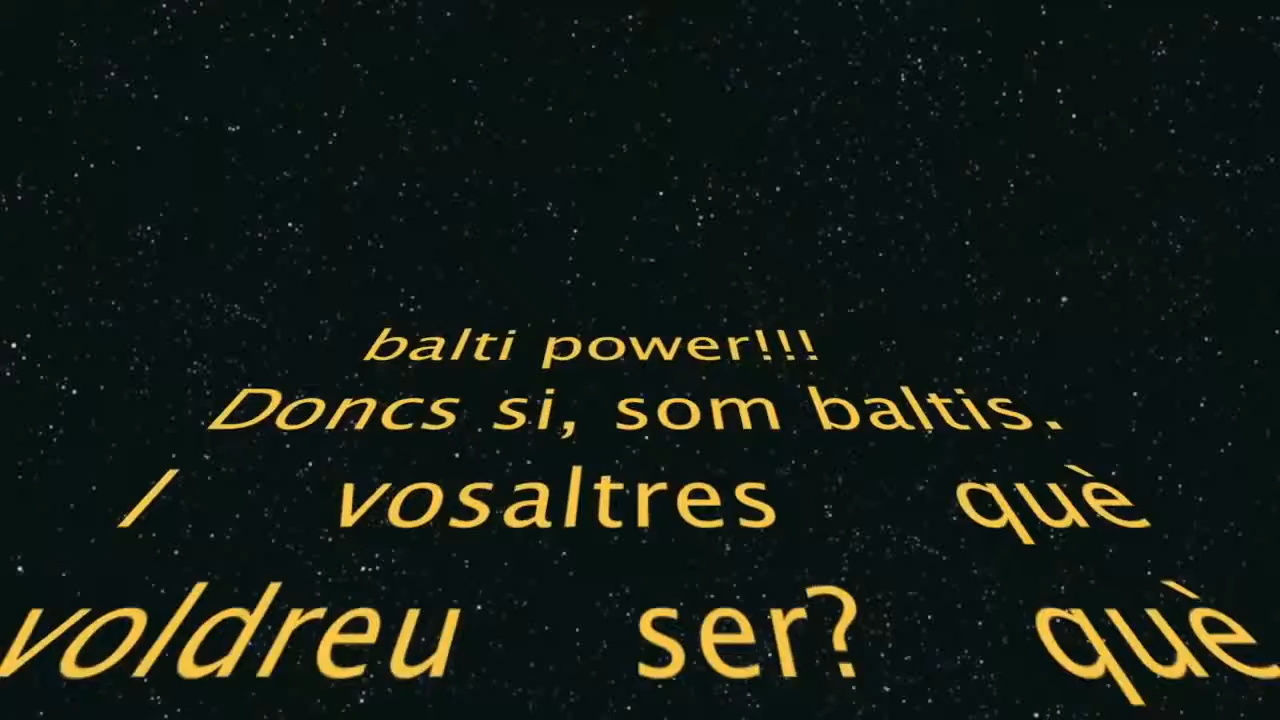 balti power!!!
Doncs si, som baltis.
I vosaltres què
voldreu ser? què